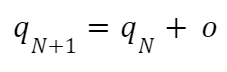 q_{N+1} = q_N + o